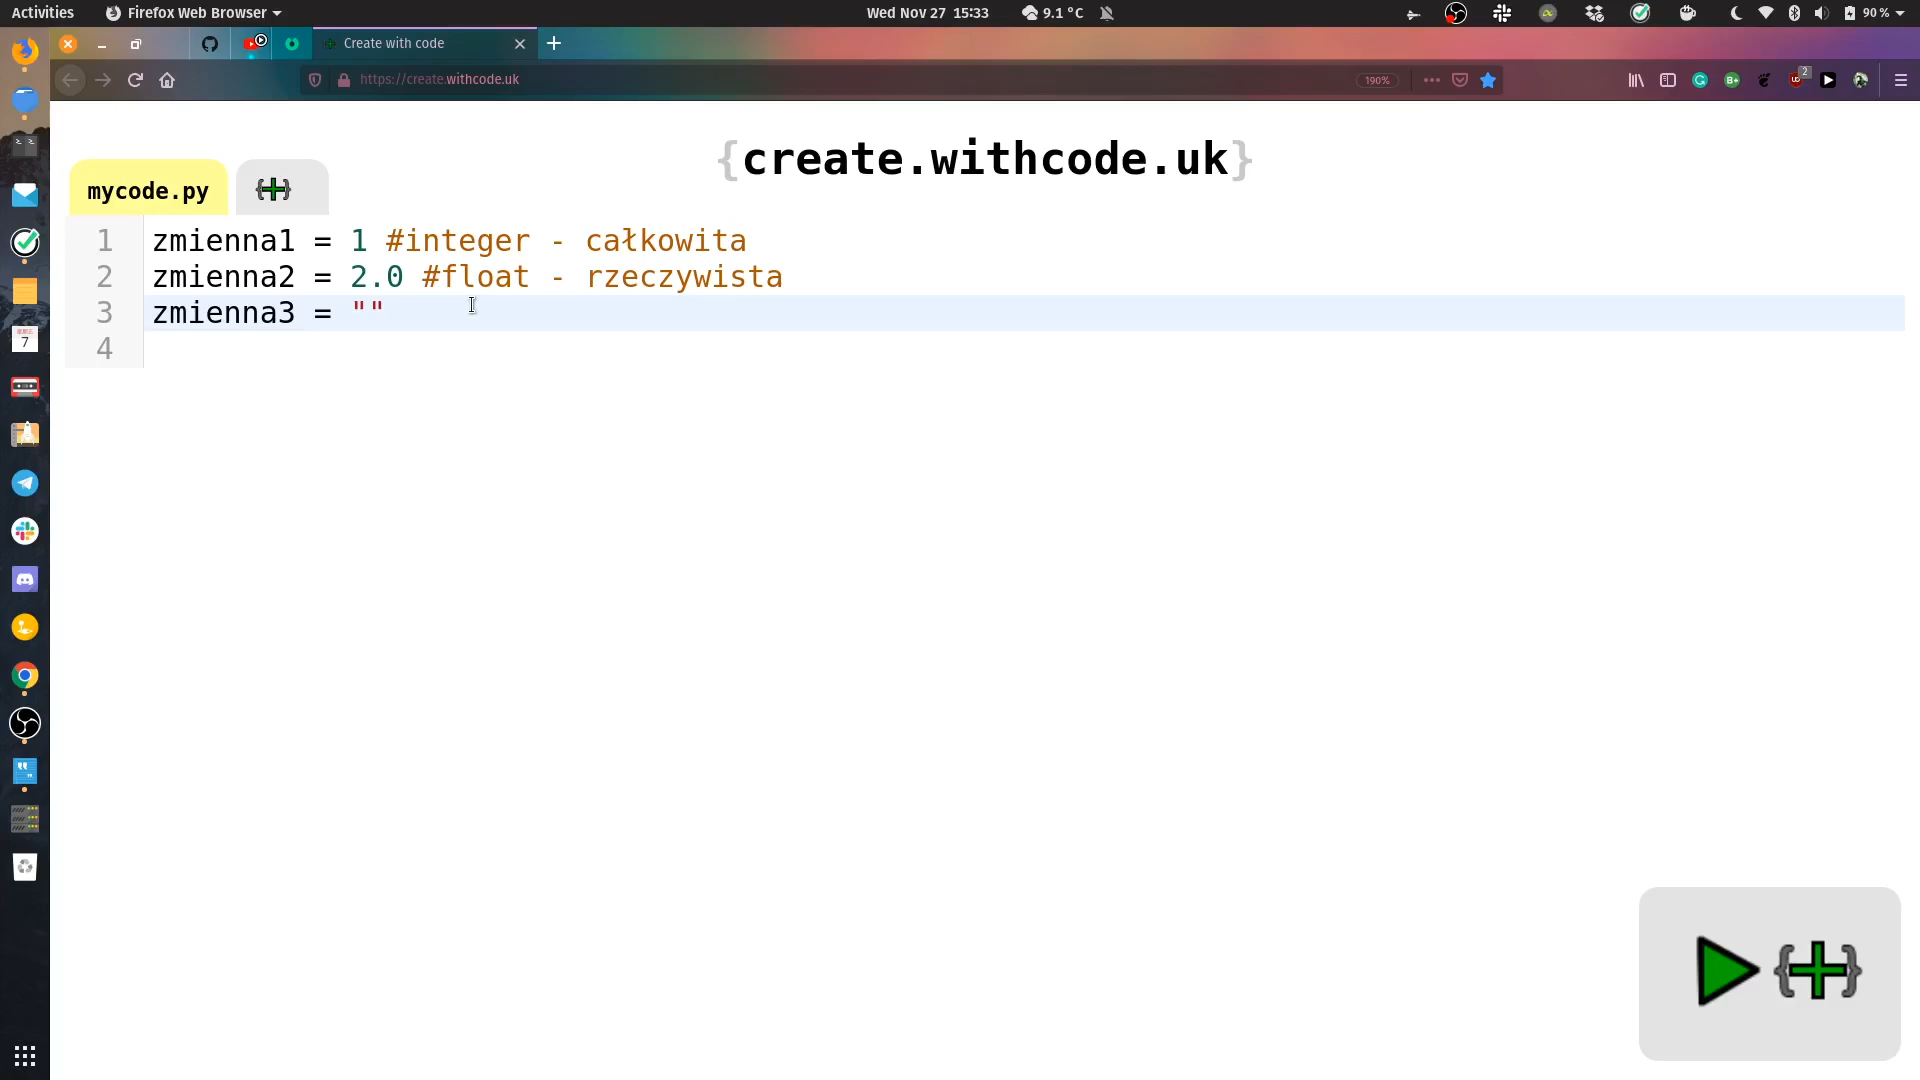 Activities
Firefox Web Browser
Wed Nov 27 15:33
9.1 °C
90 %
Create with code
https://create.withcode.uk
190%
2
{create.withcode.uk}
mycode.py
1 zmienna1 = 1 #integer - całkowita
2 zmienna2 = 2.0 #float - rzeczywista
3 zmienna3 = ""
4
7